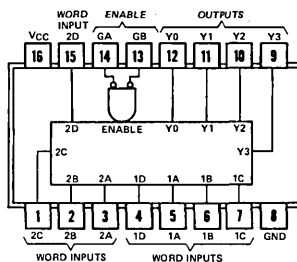 WORD INPUT ENABLE OUTPUTS
VCC 2D GA GB Y0 Y1 Y2 Y3
16 15 14 13 12 11 10 9
2D ENABLE Y0 Y1 Y2
2C Y3
2B 2A 1D 1A 1B 1C
1 2 3 4 5 6 7 8
2C 2B 2A 1D 1A 1B 1C GND
WORD INPUTS WORD INPUTS